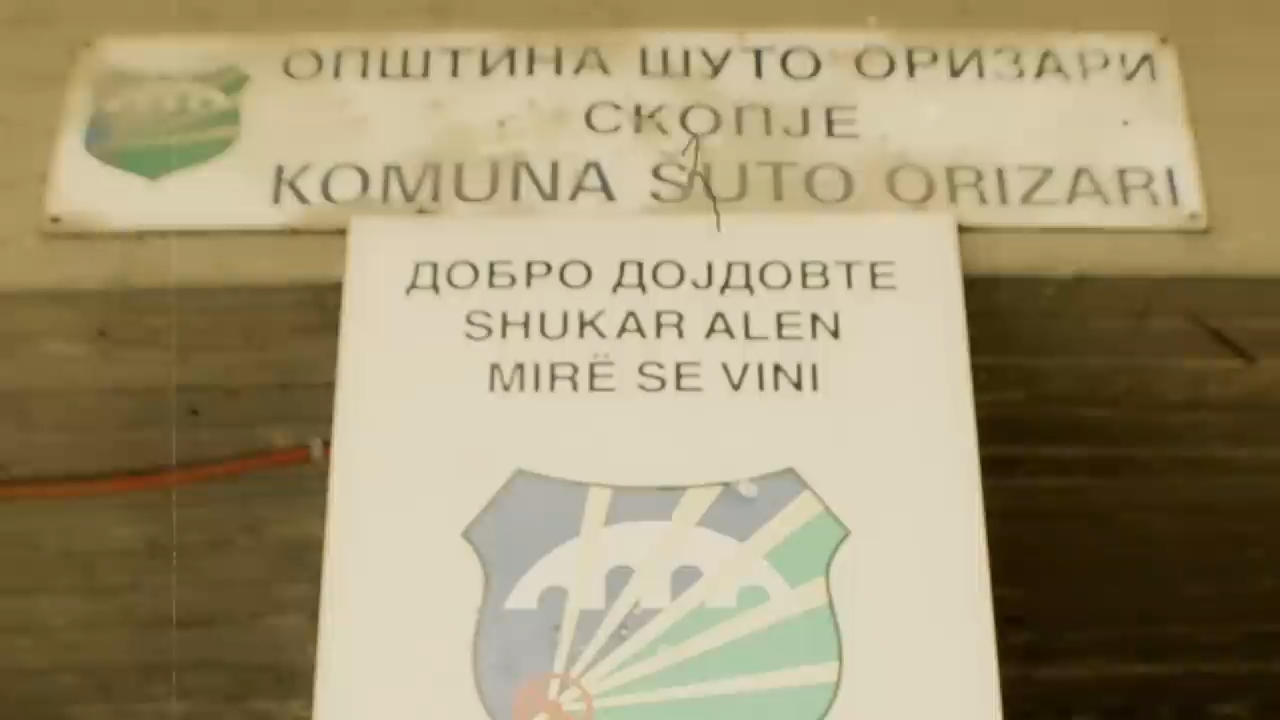 ОПШТИНА ШУТО ОРИЗАРИ
СКОПЈЕ
KOMUNA SUTO ORIZARI
ДОБРО ДОЈДОВТЕ
SHUKAR ALEN
MIRË SE VINI